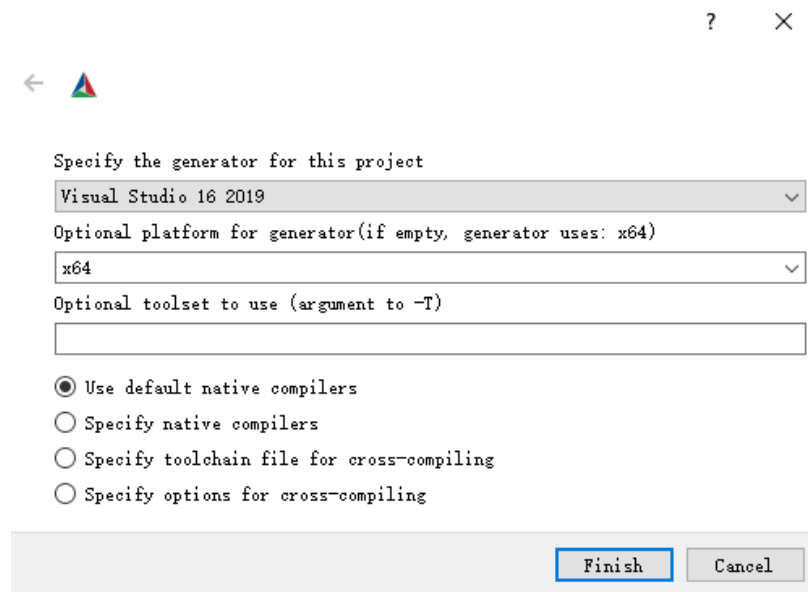 ?
Specify the generator for this project
Visual Studio 16 2019
Optional platform for generator(if empty, generator uses: x64)
x64
Optional toolset to use (argument to -T)
Use default native compilers
Specify native compilers
Specify toolchain file for cross-compiling
Specify options for cross-compiling
Finish Cancel